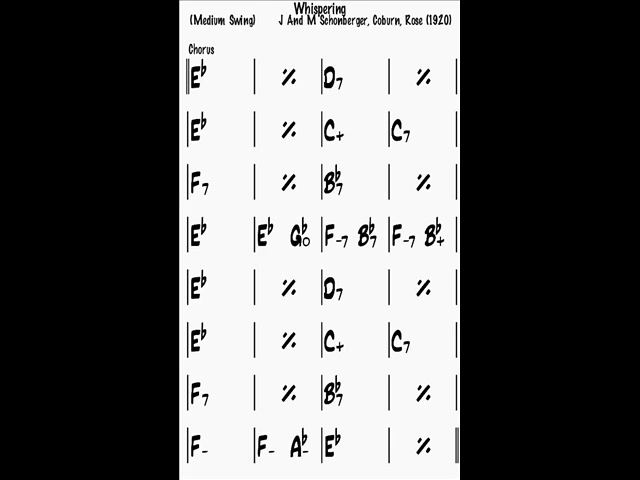 Whispering
(Medium Swing) J And M Schonberger, Coburn, Rose (1920)
Chorus
‖E♭ | 𝄎 |D7 | 𝄎
|E♭ | 𝄎 |C+ |C7 |
|F7 | 𝄎 |B♭7 | 𝄎 |
|E♭ |E♭ G♭o |F-7 B♭7 |F-7 B♭+ |
|E♭ | 𝄎 |D7 | 𝄎 |
|E♭ | 𝄎 |C+ |C7 |
|F7 | 𝄎 |B♭7 | 𝄎 |
|F- |F- A♭- |E♭ | 𝄎 ‖